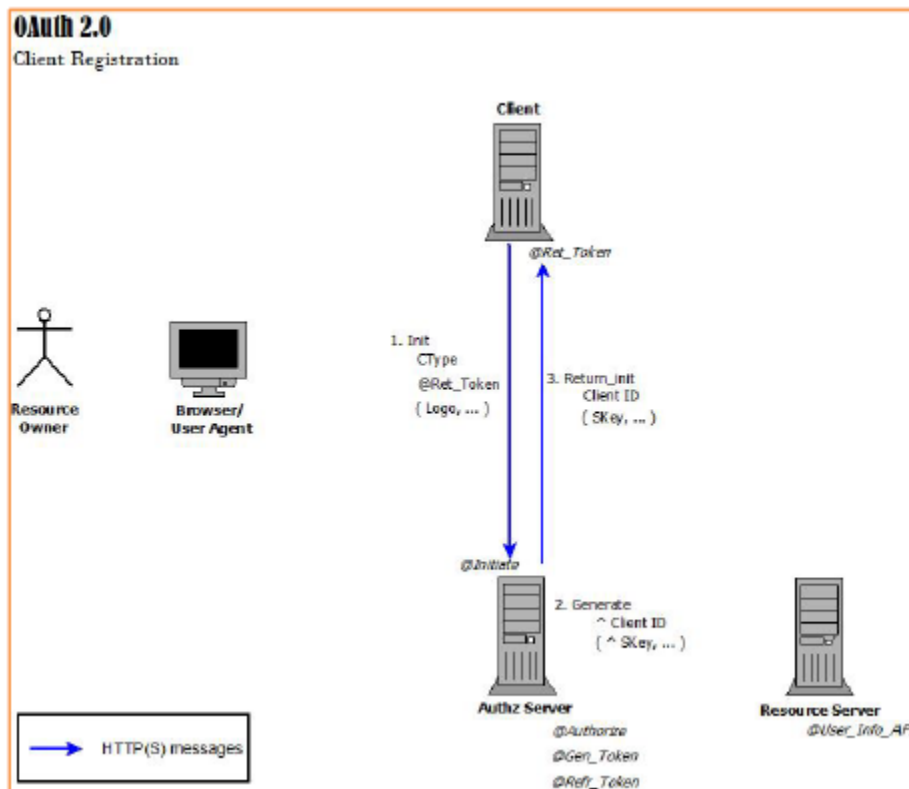 OAuth 2.0
Client Registration
Client
@Ret_Token
1. Init
CType
@Ret_Token
( Logo, ... )
3. Return_init
Client ID
( SKey, ... )
Resource
Owner
Browser/
User Agent
@Initiate
2. Generate
^ Client ID
( ^ SKey, ... )
Authz Server
@Authorize
@Gen_Token
@Refr_Token
Resource Server
@User_Info_AP
HTTP(S) messages